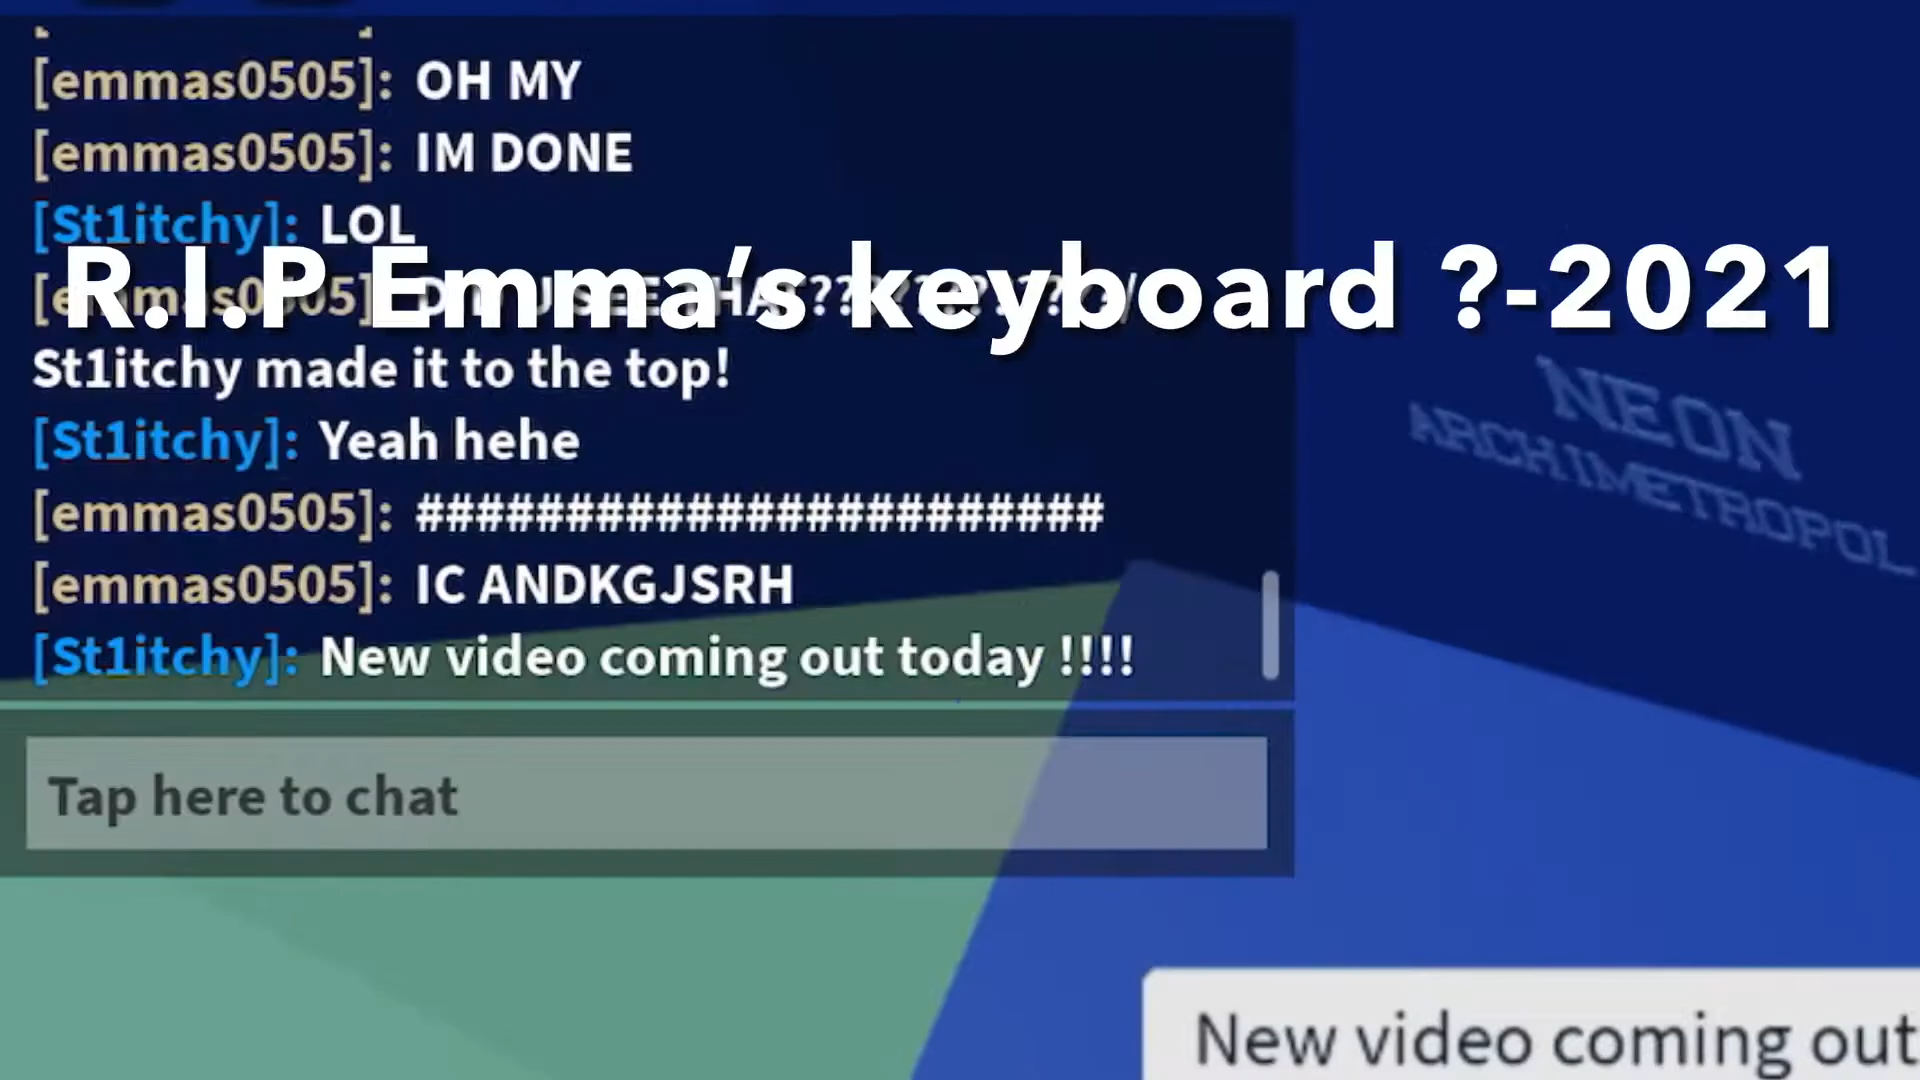 [emmas0505]: OH MY
[emmas0505]: IM DONE
[St1itchy]: LOL
R.I.P Emma’s keyboard ?-2021
[emmas0505]: SEE
St1itchy made it to the top!
[St1itchy]: Yeah hehe
[emmas0505]: #######################
[emmas0505]: IC ANDKGJSRH
[St1itchy]: New video coming out today !!!!
Tap here to chat
NEON
ARCHIMETROPOL
New video coming out